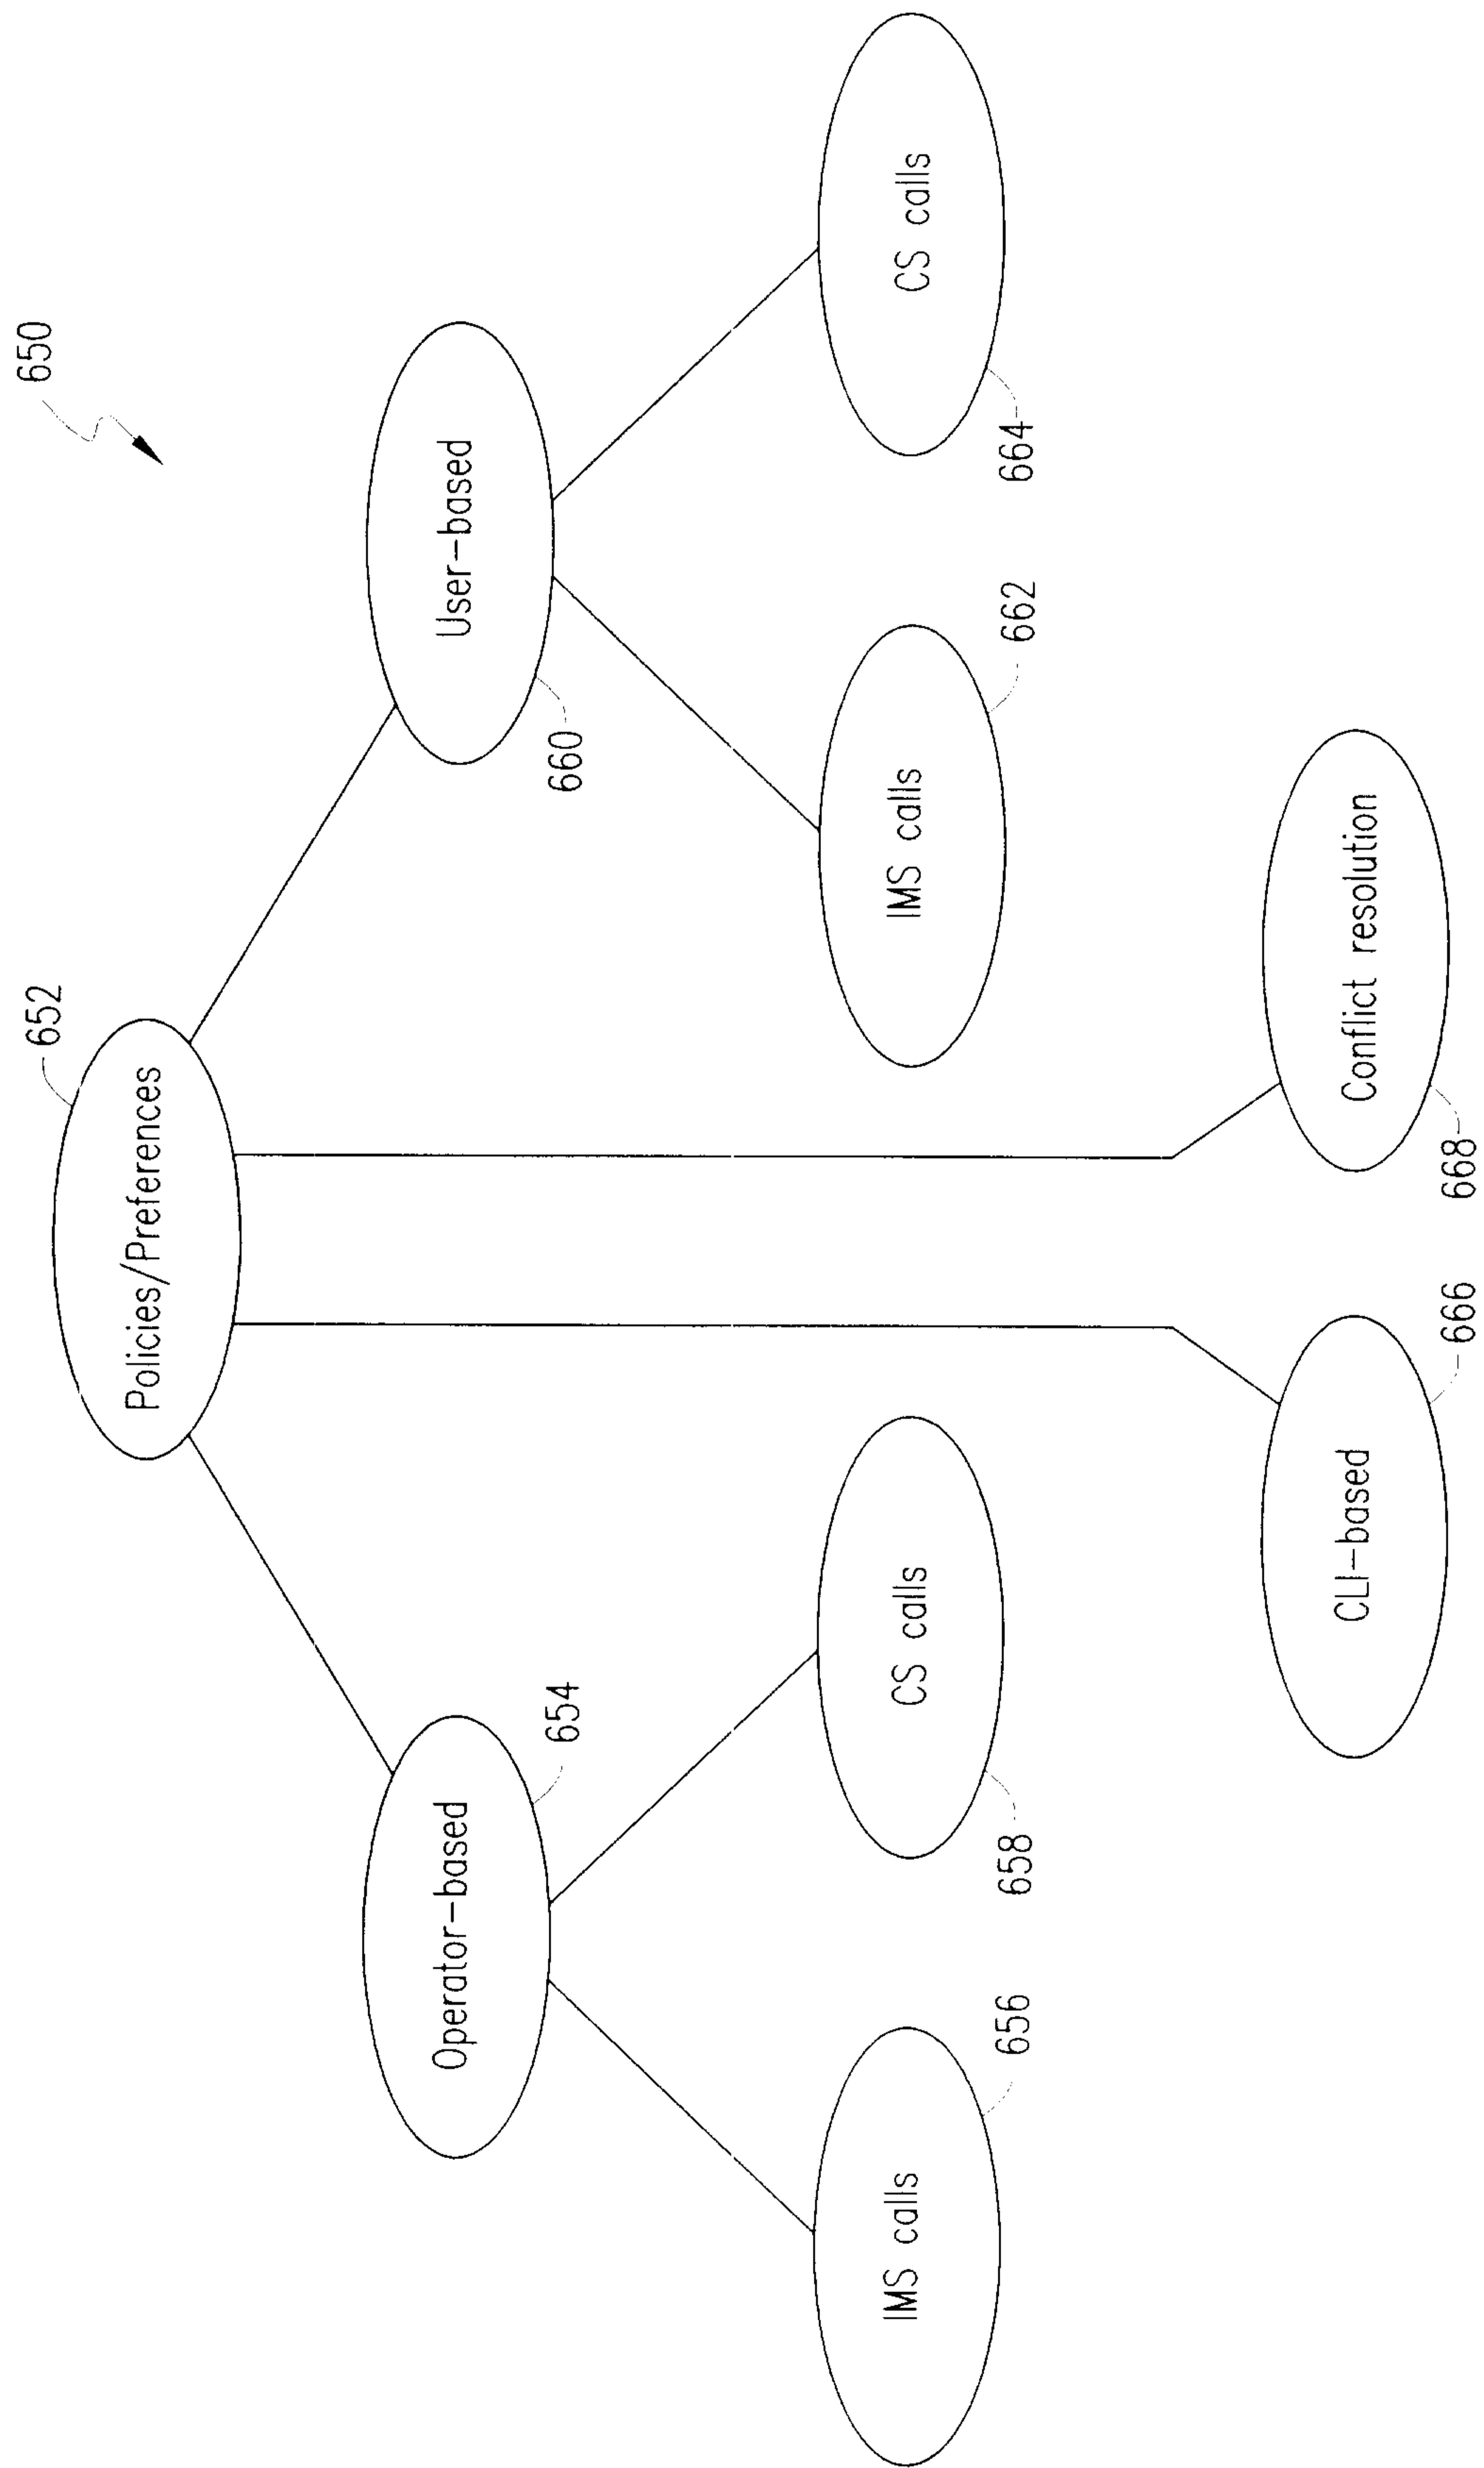 650
652
Policies/Preferences
Operator-based
654
User-based
660
IMS calls
656
CS calls
658
IMS calls
662
CS calls
664
CLI-based
666
Conflict resolution
668